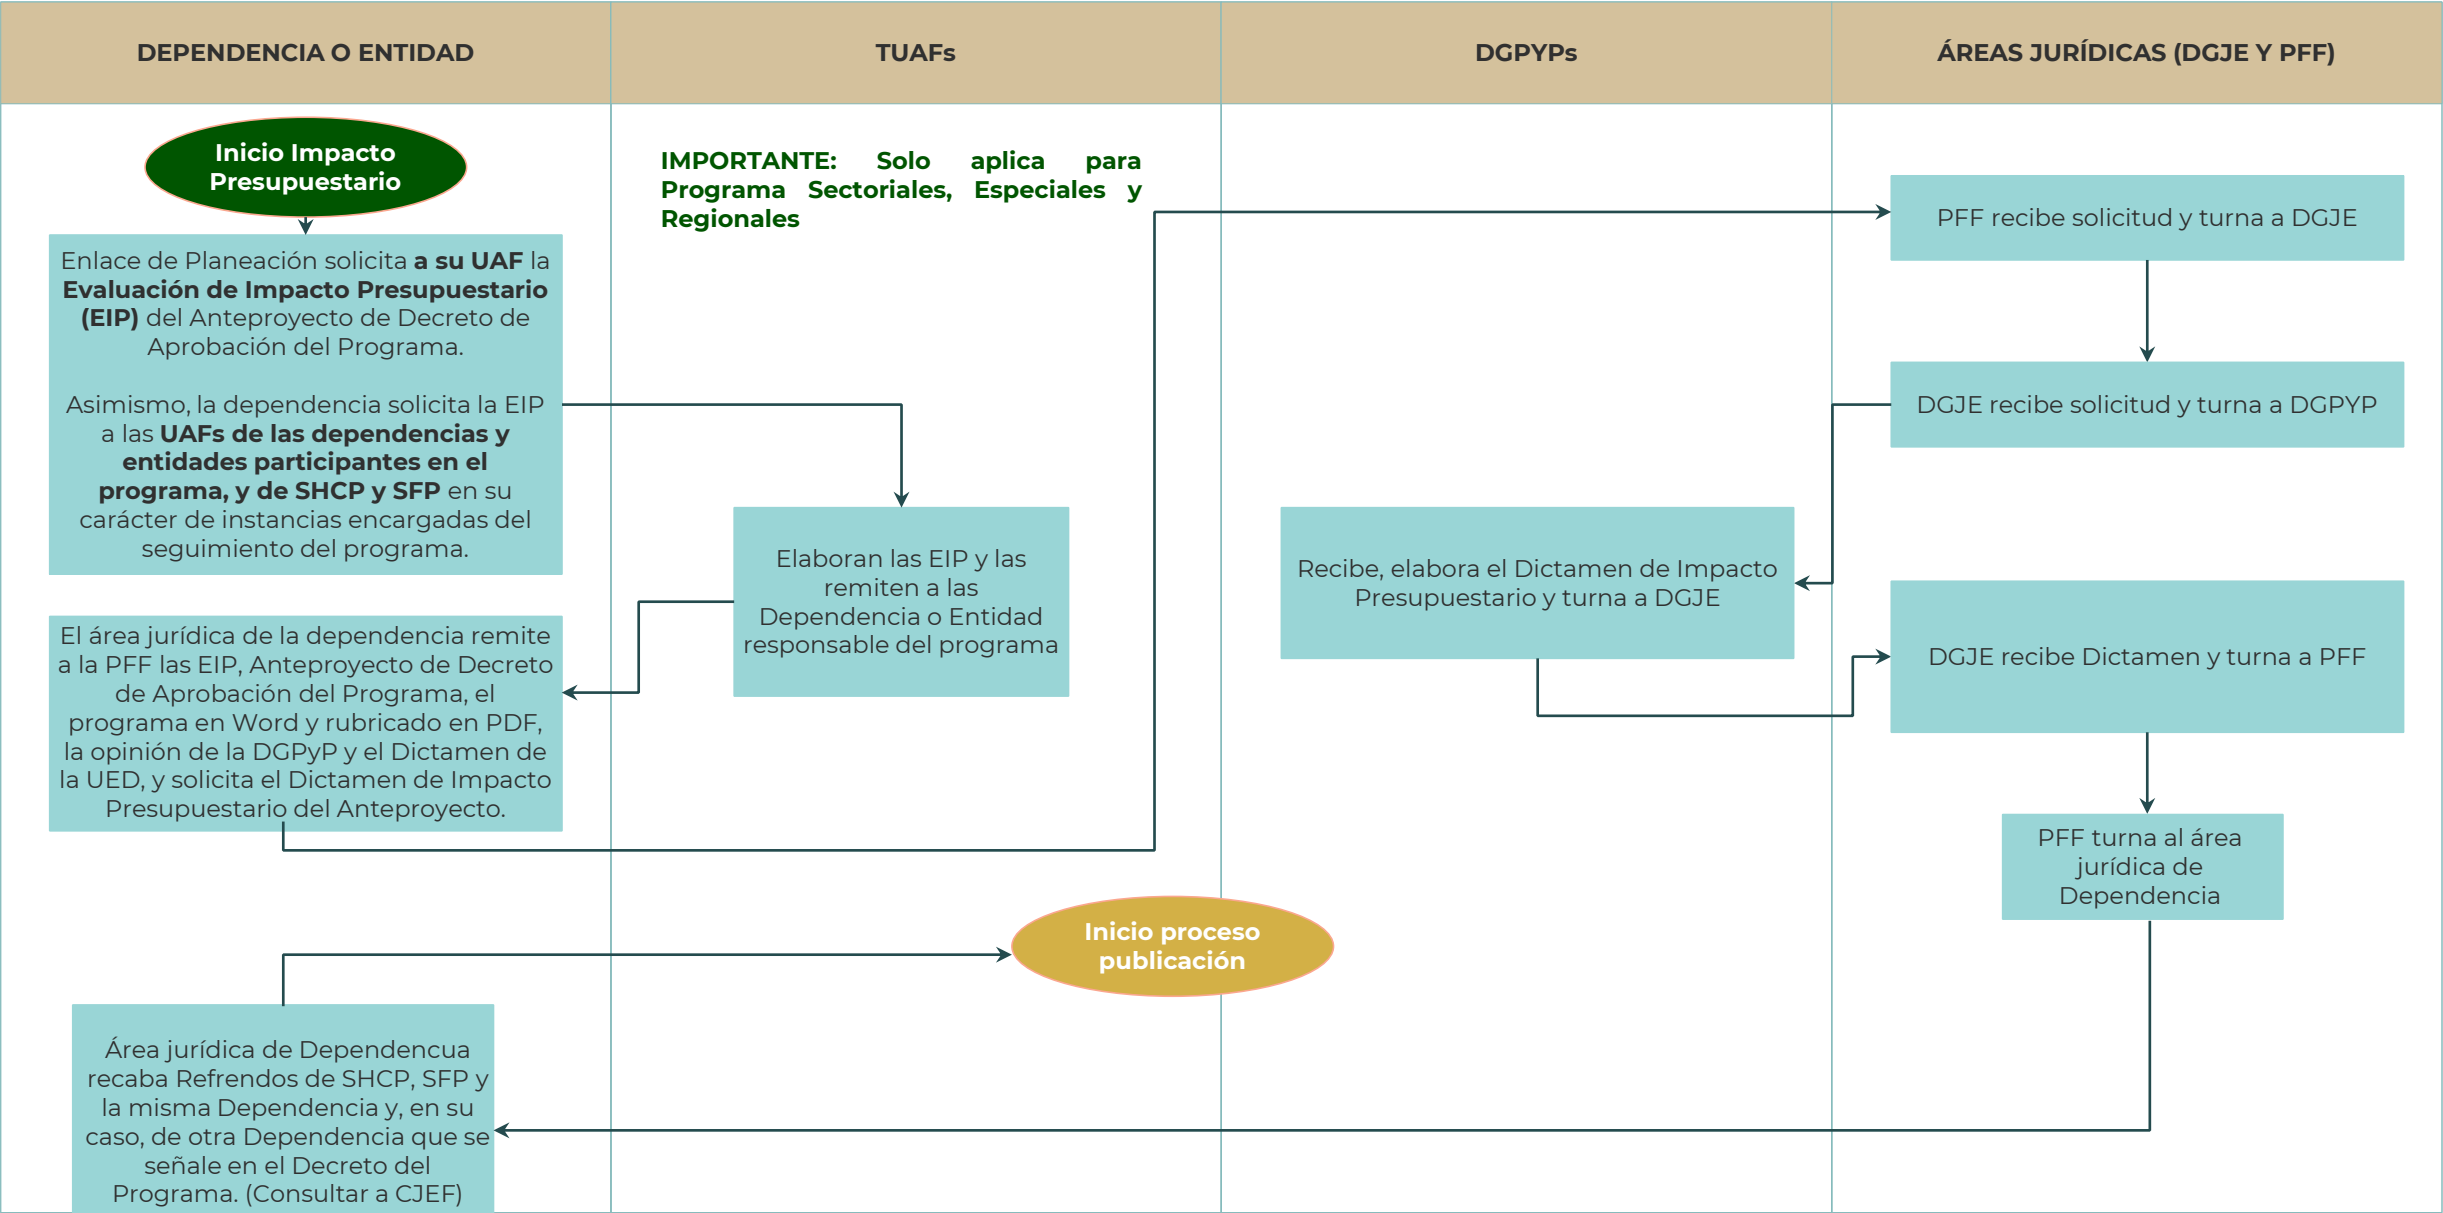 DEPENDENCIA O ENTIDAD
TUAFs
DGPYPs
ÁREAS JURÍDICAS (DGJE Y PFF)
Inicio Impacto
Presupuestario
IMPORTANTE: Solo aplica para
Programa Sectoriales, Especiales y
Regionales
PFF recibe solicitud y turna a DGJE
Enlace de Planeación solicita a su UAF la
Evaluación de Impacto Presupuestario
(EIP) del Anteproyecto de Decreto de
Aprobación del Programa.
Asimismo, la dependencia solicita la EIP
a las UAFs de las dependencias y
entidades participantes en el
programa, y de SHCP y SFP en su
carácter de instancias encargadas del
seguimiento del programa.
DGJE recibe solicitud y turna a DGPYP
Elaboran las EIP y las
remiten a las
Dependencia o Entidad
responsable del programa
Recibe, elabora el Dictamen de Impacto
Presupuestario y turna a DGJE
El área jurídica de la dependencia remite
a la PFF las EIP, Anteproyecto de Decreto
de Aprobación del Programa, el
programa en Word y rubricado en PDF,
la opinión de la DGPyP y el Dictamen de
la UED, y solicita el Dictamen de Impacto
Presupuestario del Anteproyecto.
DGJE recibe Dictamen y turna a PFF
PFF turna al área
jurídica de
Dependencia
Inicio proceso
publicación
Área jurídica de Dependencua
recaba Refrendos de SHCP, SFP y
la misma Dependencia y, en su
caso, de otra Dependencia que se
señale en el Decreto del
Programa. (Consultar a CJEF)